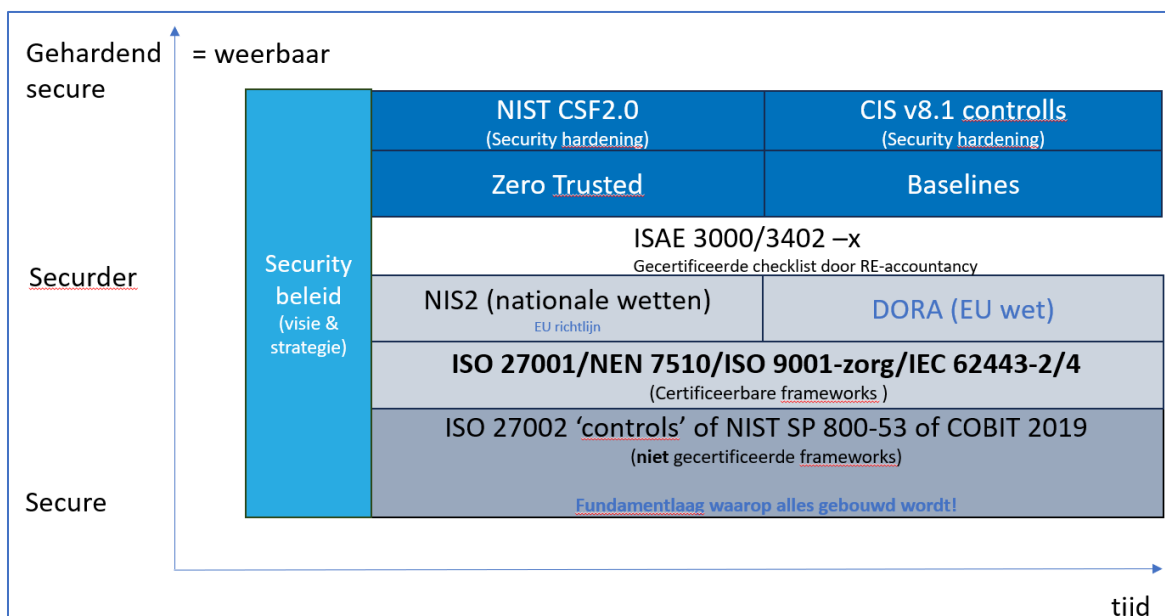 Gehardend
secure
= weerbaar
NIST CSF2.0
(Security hardening)
CIS v8.1 controlls
(Security hardening)
Zero Trusted
Baselines
ISAE 3000/3402 –x
Gecertificeerde checklist door RE-accountancy
Securder
Security
beleid
(visie &
strategie)
NIS2 (nationale wetten)
EU richtlijn
DORA (EU wet)
ISO 27001/NEN 7510/ISO 9001-zorg/IEC 62443-2/4
(Certificeerbare frameworks )
ISO 27002 ‘controls’ of NIST SP 800-53 of COBIT 2019
(niet gecertificeerde frameworks)
Secure
Fundamentlaag waarop alles gebouwd wordt!
tijd